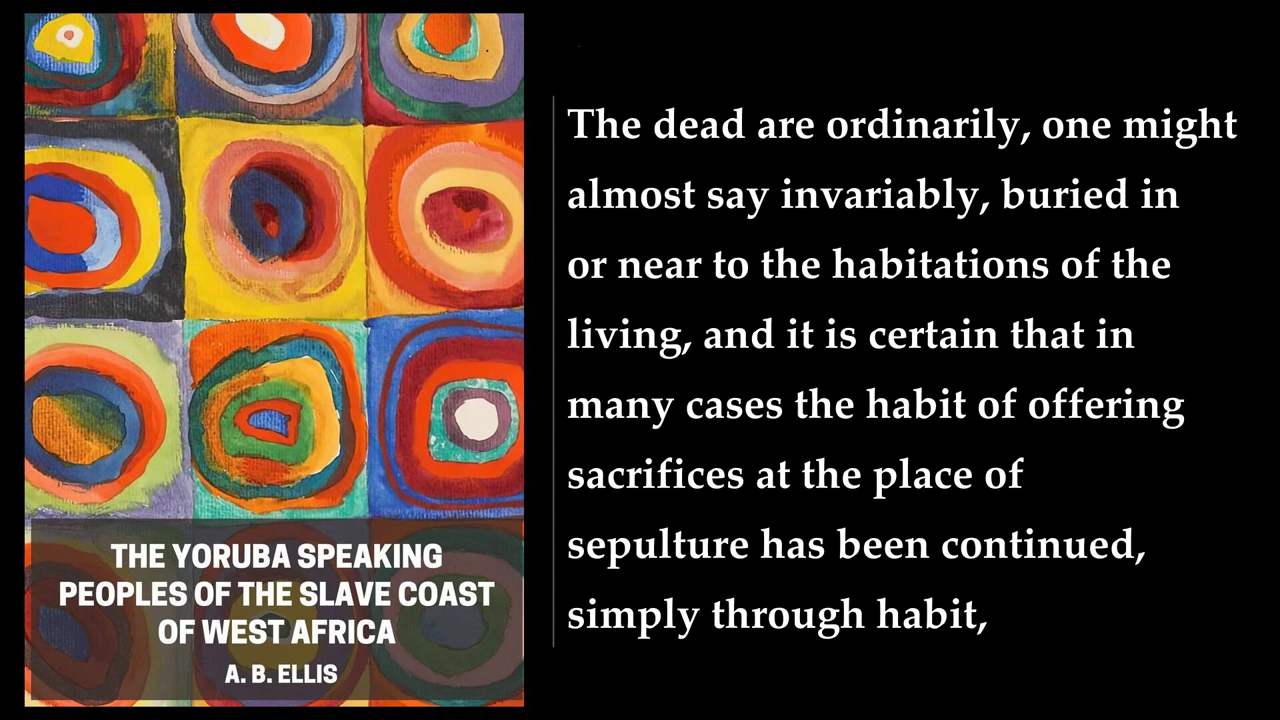 THE YORUBA SPEAKING
PEOPLES OF THE SLAVE COAST
OF WEST AFRICA
A. B. ELLIS
The dead are ordinarily, one might
almost say invariably, buried in
or near to the habitations of the
living, and it is certain that in
many cases the habit of offering
sacrifices at the place of
sepulture has been continued,
simply through habit,